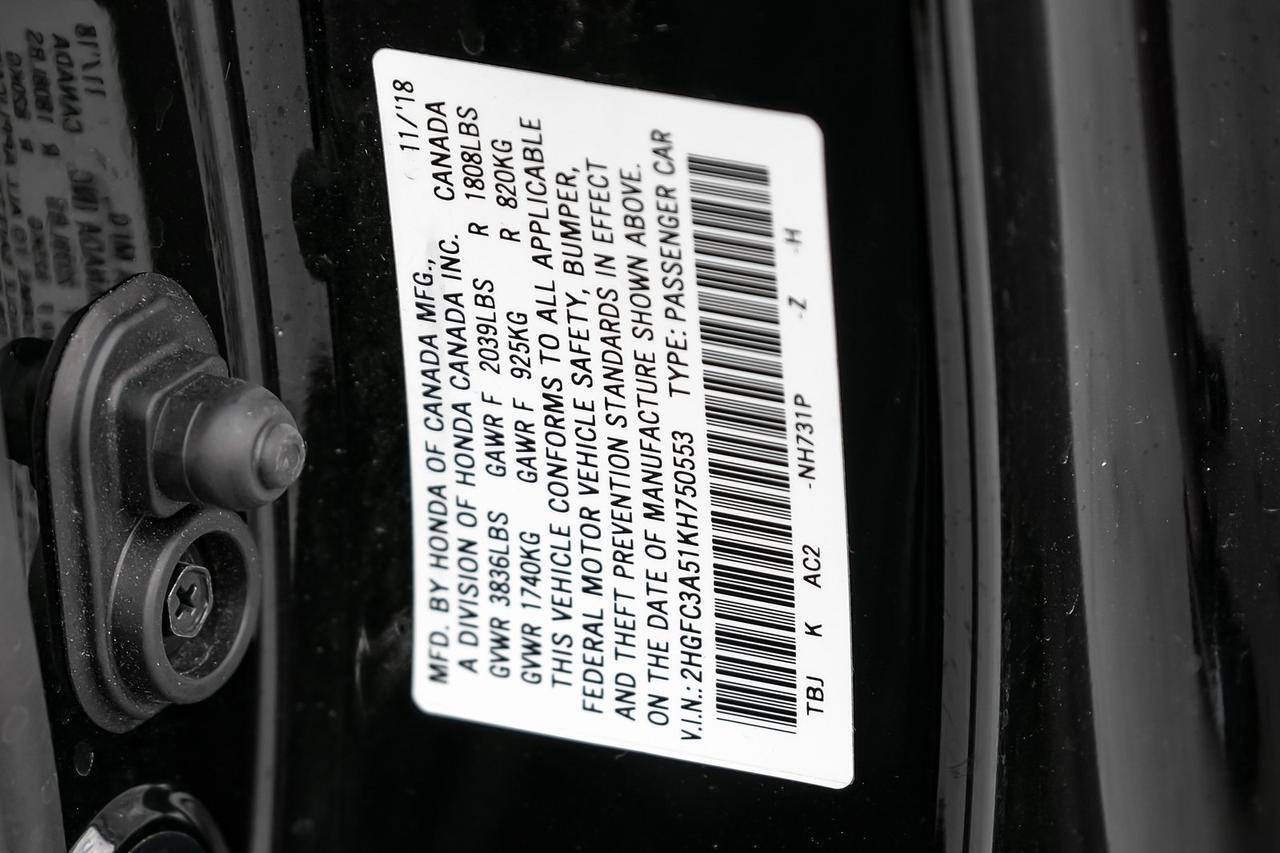 MFD. BY HONDA OF CANADA MFG., 11/'18
A DIVISION OF HONDA CANADA INC. CANADA
GVWR 3836LBS GAWR F 2039LBS R 1808LBS
GVWR 1740KG GAWR F 925KG R 820KG
THIS VEHICLE CONFORMS TO ALL APPLICABLE
FEDERAL MOTOR VEHICLE SAFETY, BUMPER,
AND THEFT PREVENTION STANDARDS IN EFFECT
ON THE DATE OF MANUFACTURE SHOWN ABOVE.
V.I.N.: 2HGFC3A51KH750553 TYPE: PASSENGER CAR
TBJ K AC2 -NH731P -Z -H